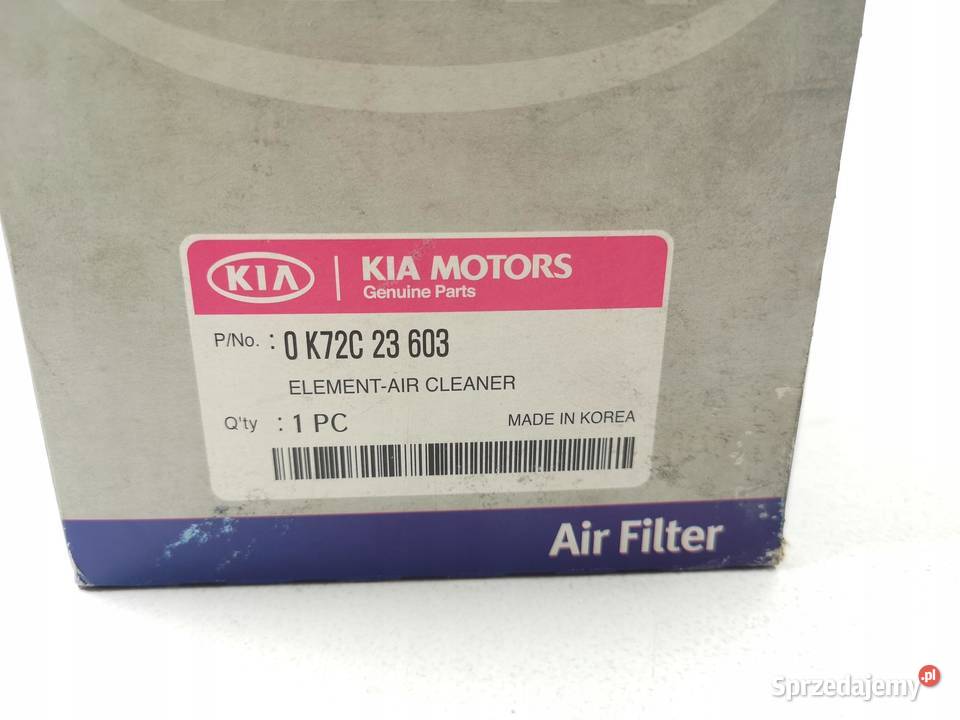 KIA
KIA MOTORS
Genuine Parts
P/No. : 0 K72C 23 603
ELEMENT-AIR CLEANER
Q'ty : 1 PC
MADE IN KOREA
Air Filter
Sprzedajemy.pl